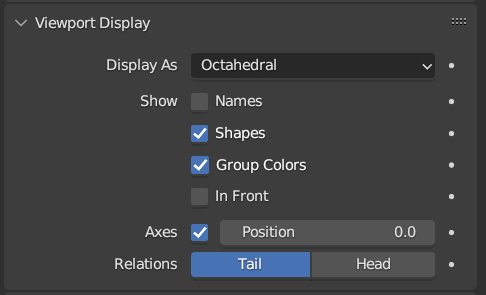 Viewport Display
Display As Octahedral
Show Names
Shapes
Group Colors
In Front
Axes Position 0.0
Relations Tail Head